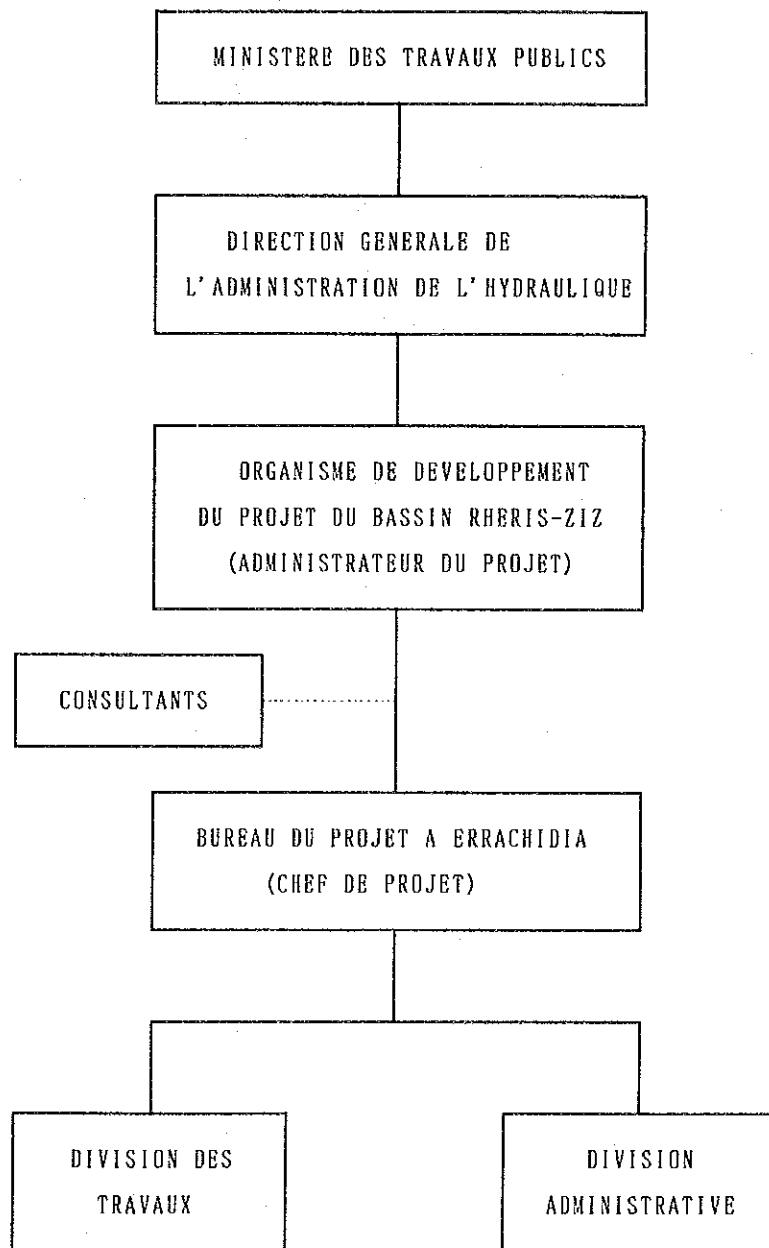 MINISTERE DES TRAVAUX PUBLICS
DIRECTION GENERALE DE
L'ADMINISTRATION DE L'HYDRAULIQUE
ORGANISME DE DEVELOPPEMENT
DU PROJET DU BASSIN RHERIS-ZIZ
(ADMINISTRATEUR DU PROJET)
CONSULTANTS
BUREAU DU PROJET A ERRACHIDIA
(CHEF DE PROJET)
DIVISION DES
TRAVAUX
DIVISION
ADMINISTRATIVE